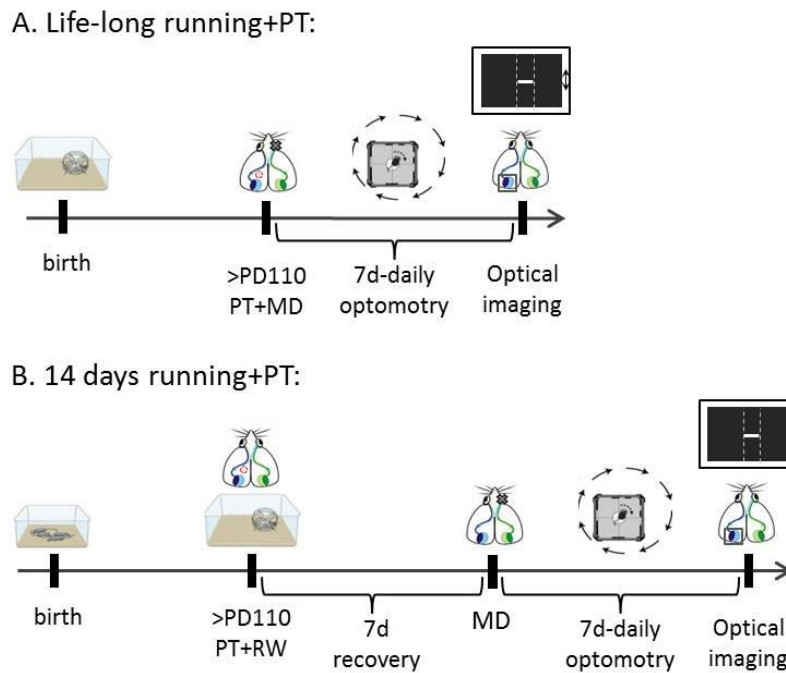 A. Life-long running+PT:
birth
>PD110
PT+MD
7d-daily
optomotry
Optical
imaging
B. 14 days running+PT:
birth
>PD110
PT+RW
7d
recovery
MD
7d-daily
optomotry
Optical
imaging